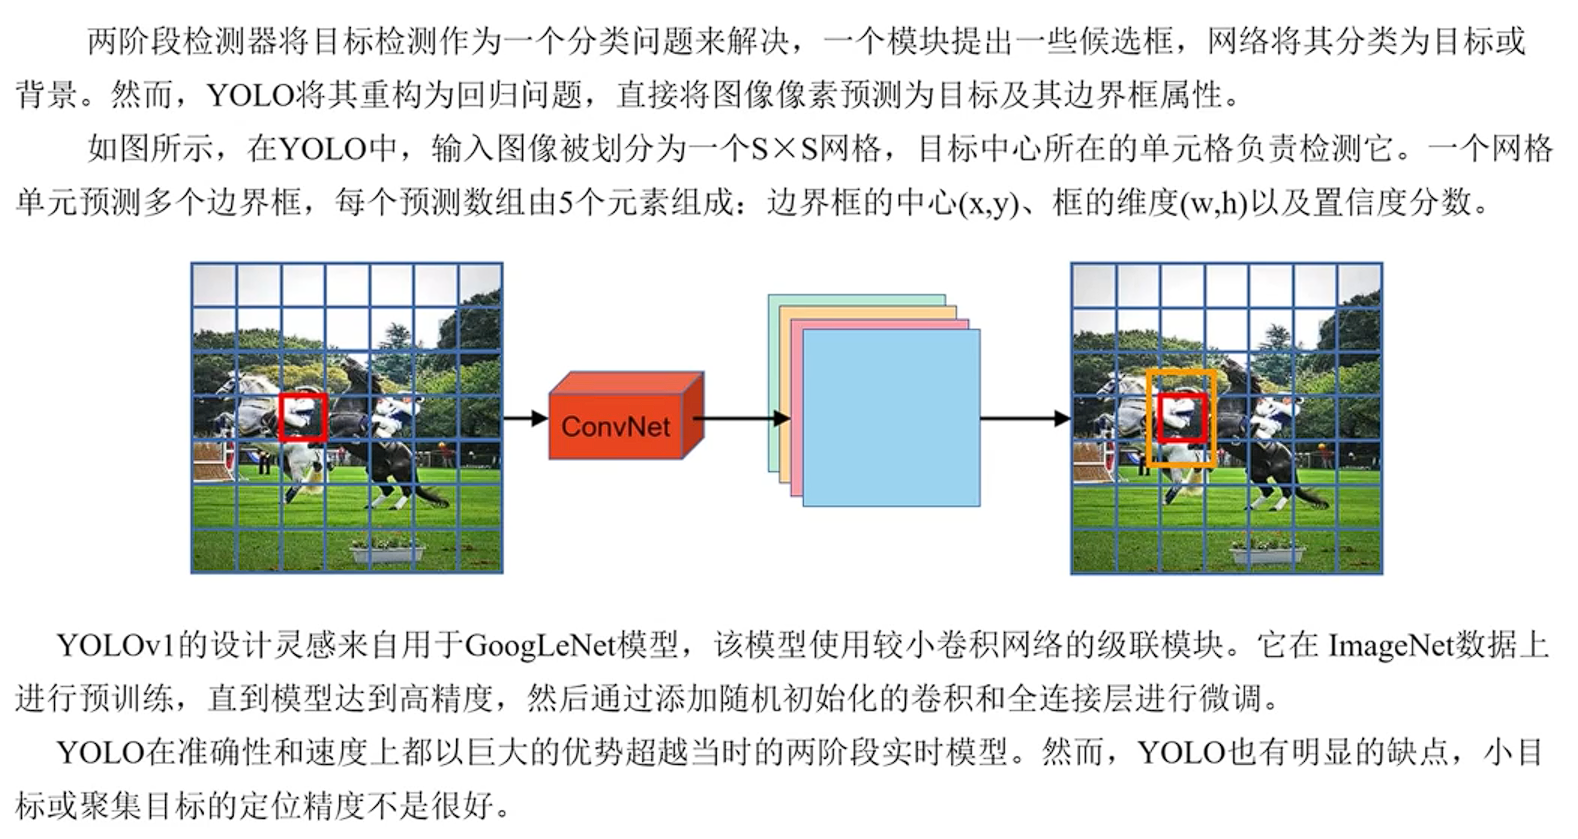 两阶段检测器将目标检测作为一个分类问题来解决，一个模块提出一些候选框，网络将其分类为目标或
背景。然而，YOLO将其重构为回归问题，直接将图像像素预测为目标及其边界框属性。
如图所示，在YOLO中，输入图像被划分为一个S×S网格，目标中心所在的单元格负责检测它。一个网格
单元预测多个边界框，每个预测数组由5个元素组成：边界框的中心(x,y)、框的维度(w,h)以及置信度分数。
ConvNet
YOLOv1的设计灵感来自用于GoogLeNet模型，该模型使用较小卷积网络的级联模块。它在 ImageNet数据上
进行预训练，直到模型达到高精度，然后通过添加随机初始化的卷积和全连接层进行微调。
YOLO在准确性和速度上都以巨大的优势超越当时的两阶段实时模型。然而，YOLO也有明显的缺点，小目
标或聚集目标的定位精度不是很好。